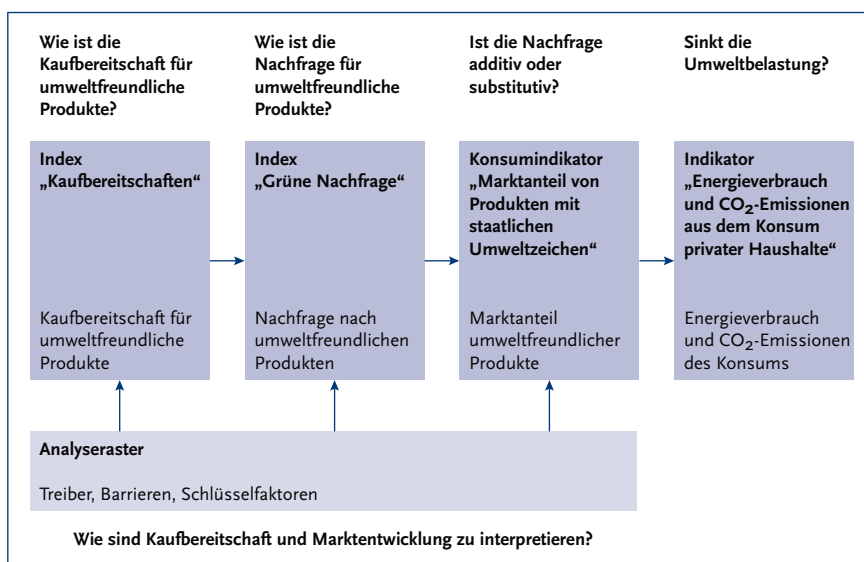 Wie ist die
Kaufbereitschaft für
umweltfreundliche
Produkte?
Wie ist die
Nachfrage für
umweltfreundliche
Produkte?
Ist die Nachfrage
additiv oder
substitutiv?
Sinkt die
Umweltbelastung?
Index
„Kaufbereitschaften“
Kaufbereitschaft für
umweltfreundliche
Produkte
Index
„Grüne Nachfrage“
Nachfrage nach
umweltfreundlichen
Produkten
Konsumindikator
„Marktanteil von
Produkten mit
staatlichen
Umweltzeichen“
Marktanteil
umweltfreundlicher
Produkte
Indikator
„Energieverbrauch
und CO₂-Emissionen
aus dem Konsum
privater Haushalte“
Energieverbrauch
und CO₂-Emissionen
des Konsums
Analyseraster
Treiber, Barrieren, Schlüsselfaktoren
Wie sind Kaufbereitschaft und Marktentwicklung zu interpretieren?